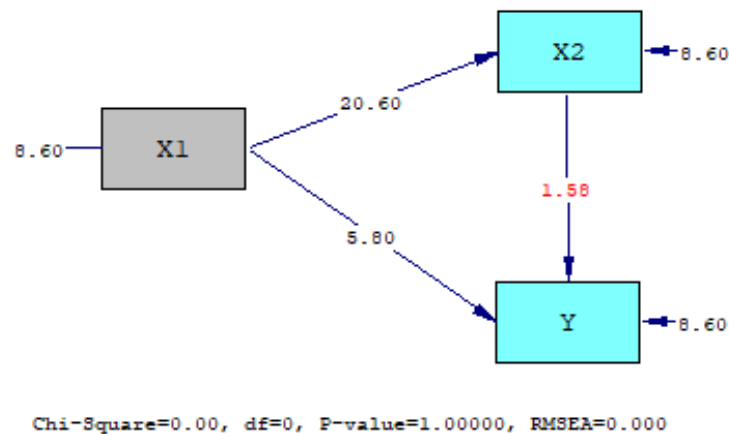 X2
8.60
20.60
8.60
X1
1.58
5.80
Y
8.60
Chi-Square=0.00, df=0, P-value=1.00000, RMSEA=0.000